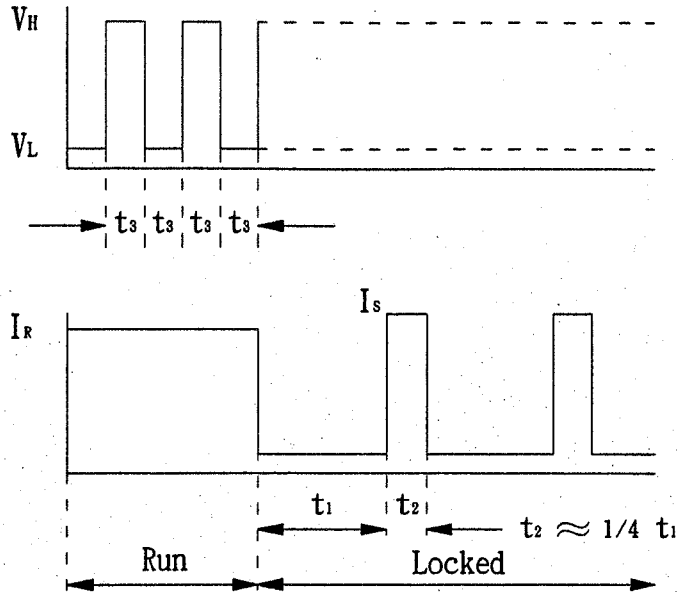 VH
VL
t3 t3 t3 t3
IR
Is
t1 t2
t2 ≈ 1/4 t1
Run Locked